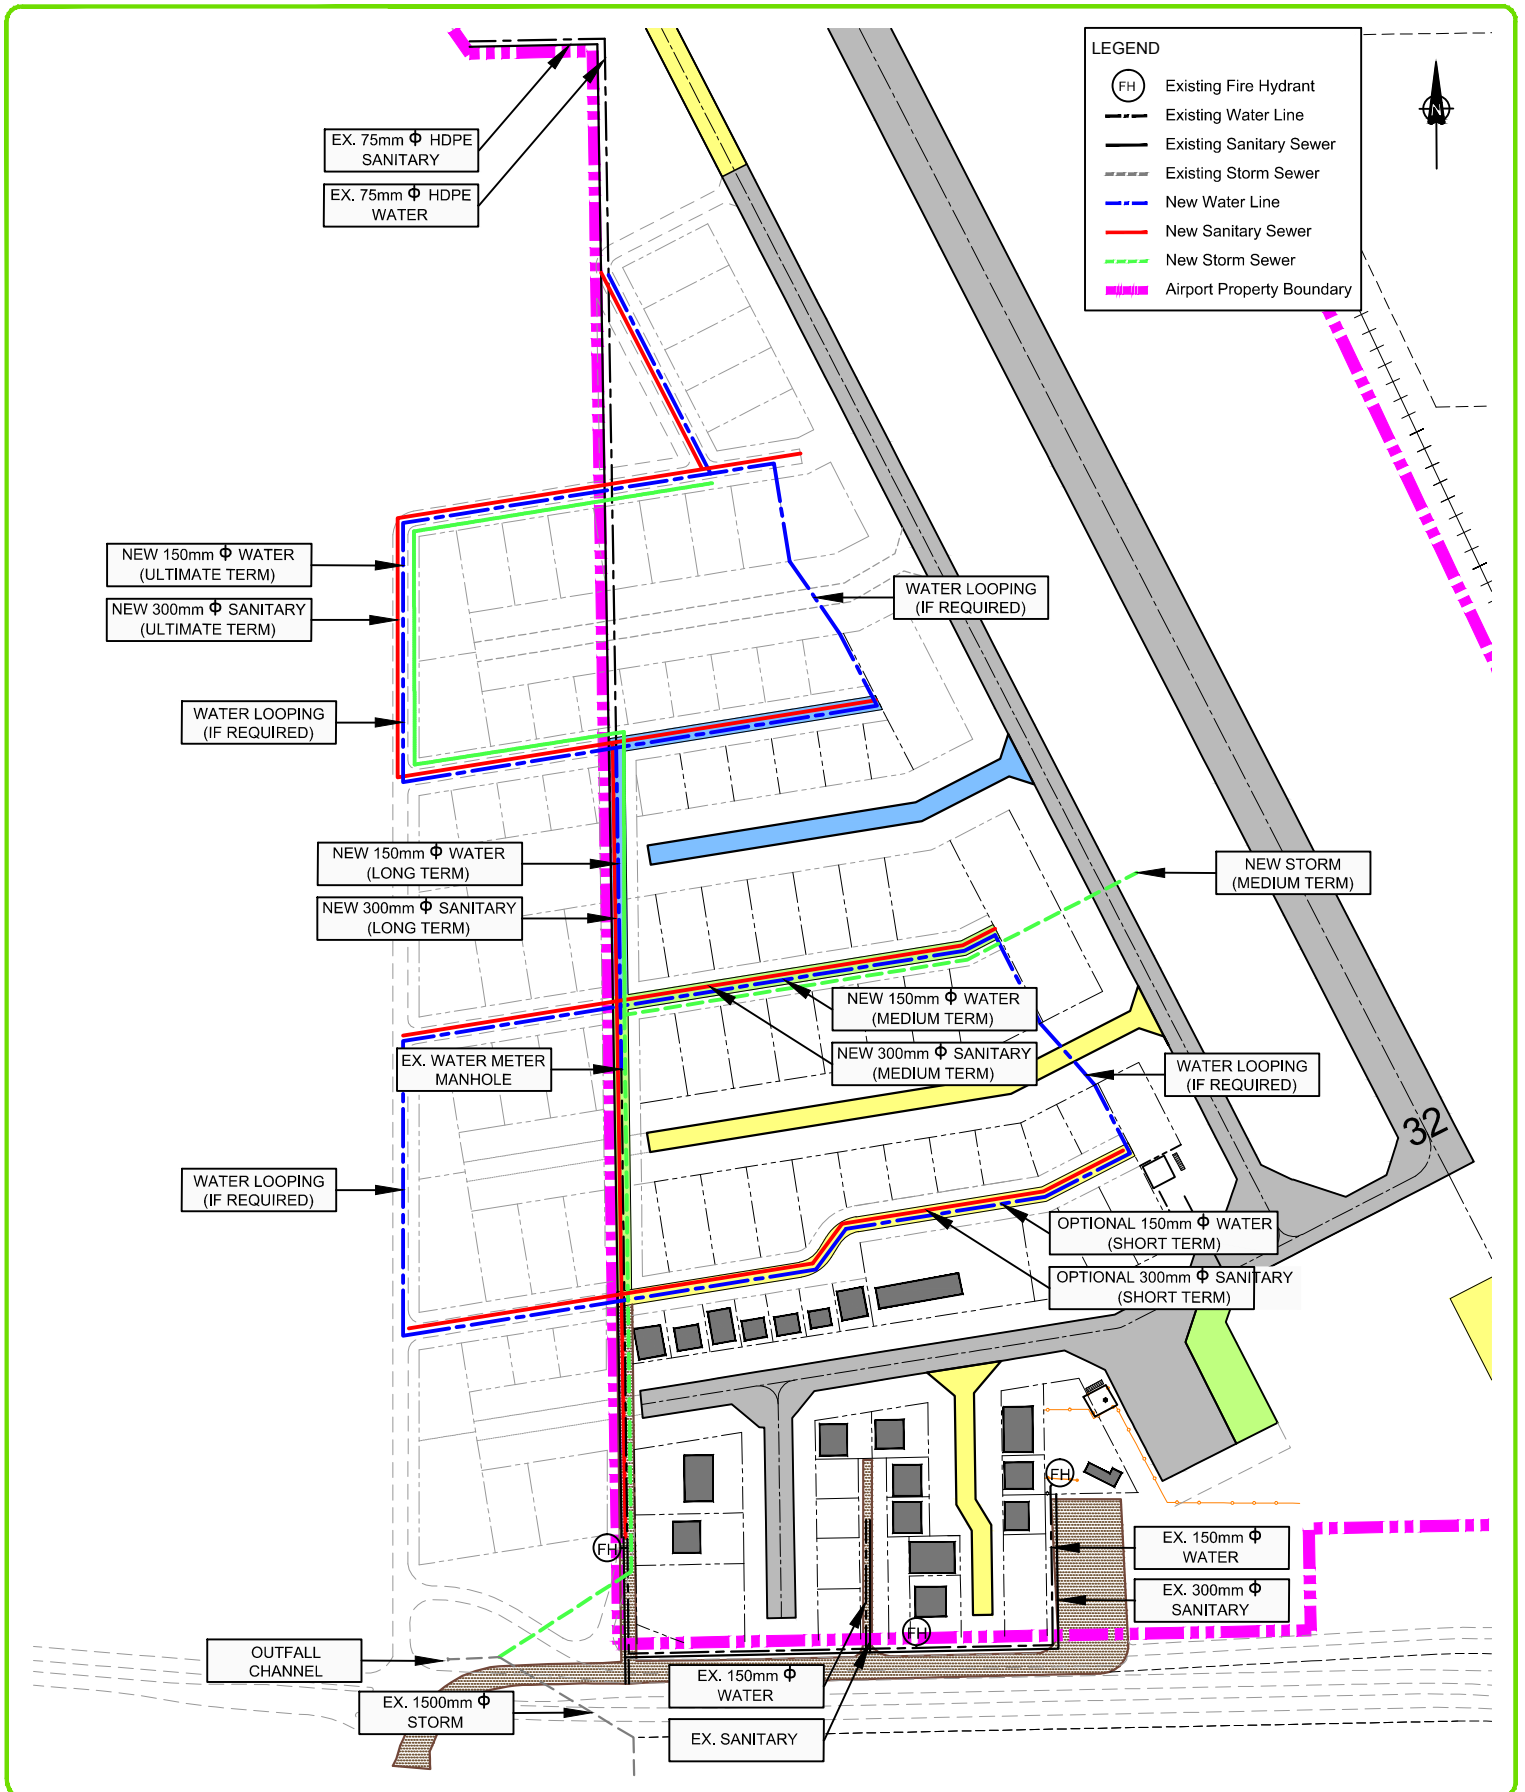 LEGEND
FH Existing Fire Hydrant
Existing Water Line
Existing Sanitary Sewer
Existing Storm Sewer
New Water Line
New Sanitary Sewer
New Storm Sewer
Airport Property Boundary
N
EX. 75mm Φ HDPE
SANITARY
EX. 75mm Φ HDPE
WATER
NEW 150mm Φ WATER
(ULTIMATE TERM)
NEW 300mm Φ SANITARY
(ULTIMATE TERM)
WATER LOOPING
(IF REQUIRED)
WATER LOOPING
(IF REQUIRED)
NEW 150mm Φ WATER
(LONG TERM)
NEW 300mm Φ SANITARY
(LONG TERM)
NEW STORM
(MEDIUM TERM)
NEW 150mm Φ WATER
(MEDIUM TERM)
NEW 300mm Φ SANITARY
(MEDIUM TERM)
EX. WATER METER
MANHOLE
WATER LOOPING
(IF REQUIRED)
32
WATER LOOPING
(IF REQUIRED)
OPTIONAL 150mm Φ WATER
(SHORT TERM)
OPTIONAL 300mm Φ SANITARY
(SHORT TERM)
FH
FH
FH
EX. 150mm Φ
WATER
EX. 300mm Φ
SANITARY
OUTFALL
CHANNEL
EX. 150mm Φ
WATER
EX. 1500mm Φ
STORM
EX. SANITARY